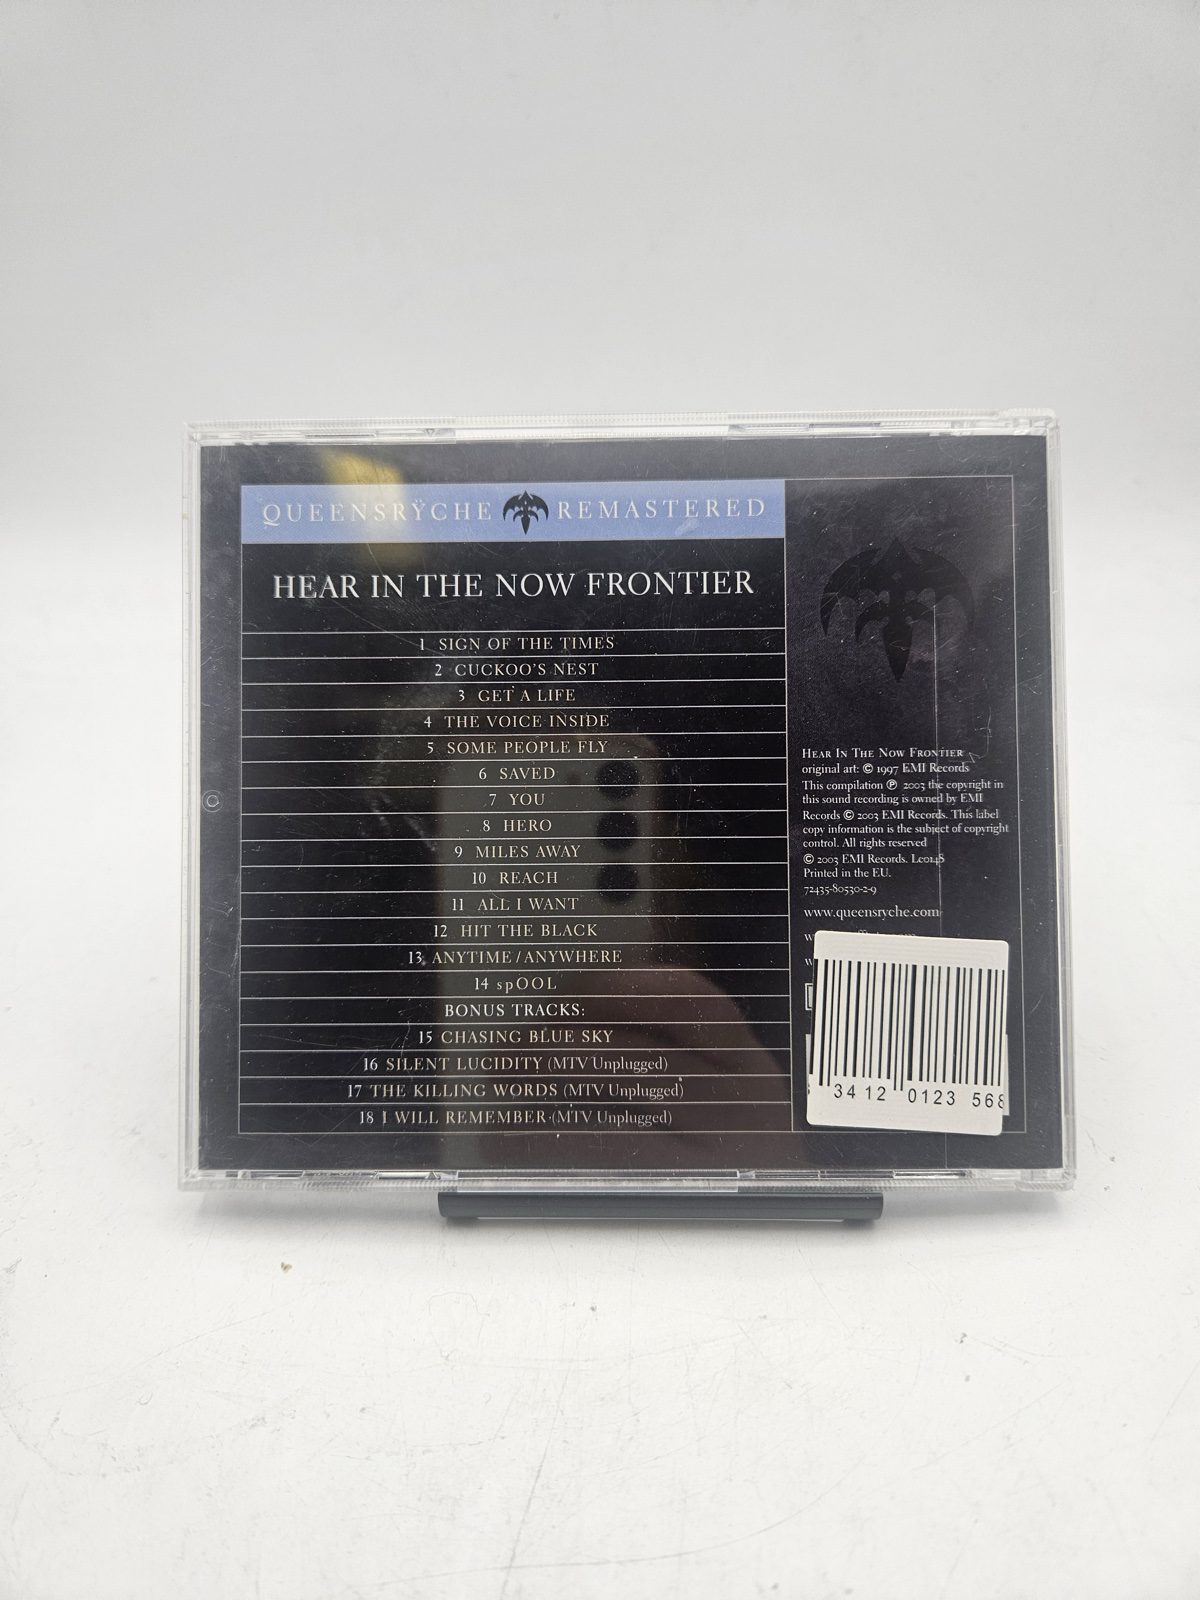 QUEENSRŸCHE REMASTERED
HEAR IN THE NOW FRONTIER
1 SIGN OF THE TIMES
2 CUCKOO'S NEST
3 GET A LIFE
4 THE VOICE INSIDE
5 SOME PEOPLE FLY
6 SAVED
7 YOU
8 HERO
9 MILES AWAY
10 REACH
11 ALL I WANT
12 HIT THE BLACK
13 ANYTIME / ANYWHERE
14 spOOL
BONUS TRACKS:
15 CHASING BLUE SKY
16 SILENT LUCIDITY (MTV Unplugged)
17 THE KILLING WORDS (MTV Unplugged)
18 I WILL REMEMBER (MTV Unplugged)
HEAR IN THE NOW FRONTIER
original art: © 1997 EMI Records
This compilation ℗ 2003 the copyright in
this sound recording is owned by EMI
Records © 2003 EMI Records. This label
copy information is the subject of copyright
control. All rights reserved
© 2003 EMI Records. LC0148
Printed in the EU.
72435-80530-2-9
www.queensryche.com
34 12 0123 568